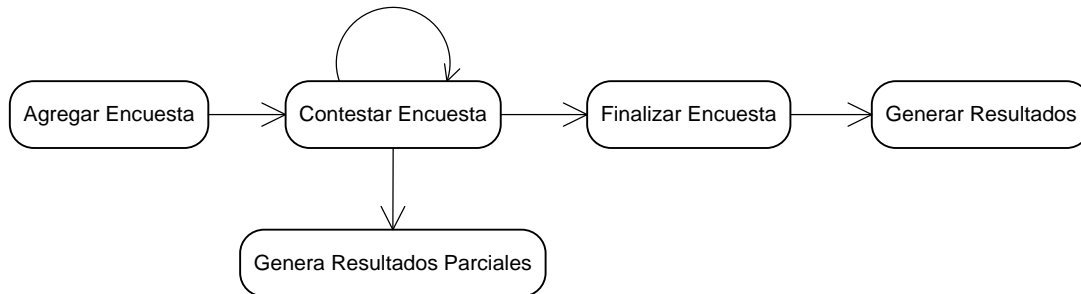 Agregar Encuesta
Contestar Encuesta
Finalizar Encuesta
Generar Resultados
Genera Resultados Parciales